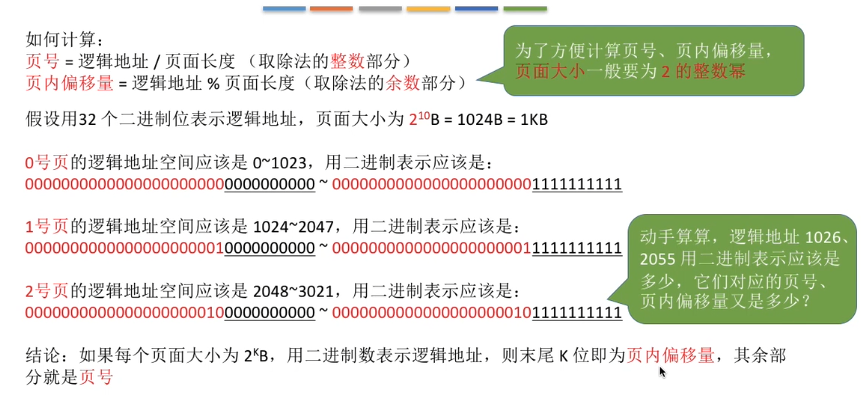 如何计算：
页号 = 逻辑地址 / 页面长度 （取除法的整数部分）
页内偏移量 = 逻辑地址 % 页面长度（取除法的余数部分）
为了方便计算页号、页内偏移量，
页面大小一般要为 2 的整数幂
假设用32 个二进制位表示逻辑地址，页面大小为 2¹⁰B = 1024B = 1KB
0号页的逻辑地址空间应该是 0~1023，用二进制表示应该是：
00000000000000000000000000000000 ~ 00000000000000000000001111111111
1号页的逻辑地址空间应该是 1024~2047，用二进制表示应该是：
00000000000000000000010000000000 ~ 00000000000000000000011111111111
2号页的逻辑地址空间应该是 2048~3021，用二进制表示应该是：
00000000000000000000100000000000 ~ 00000000000000000000101111111111
动手算算，逻辑地址 1026、
2055 用二进制表示应该是
多少，它们对应的页号、
页内偏移量又是多少？
结论：如果每个页面大小为 2ᴷB，用二进制数表示逻辑地址，则末尾 K 位即为页内偏移量，其余部
分就是页号